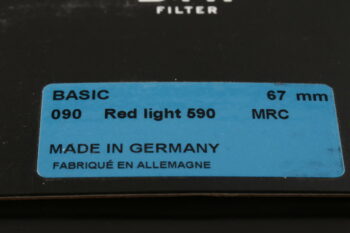 FILTER
BASIC 67 mm
090 Red light 590 MRC
MADE IN GERMANY
FABRIQUÉ EN ALLEMAGNE